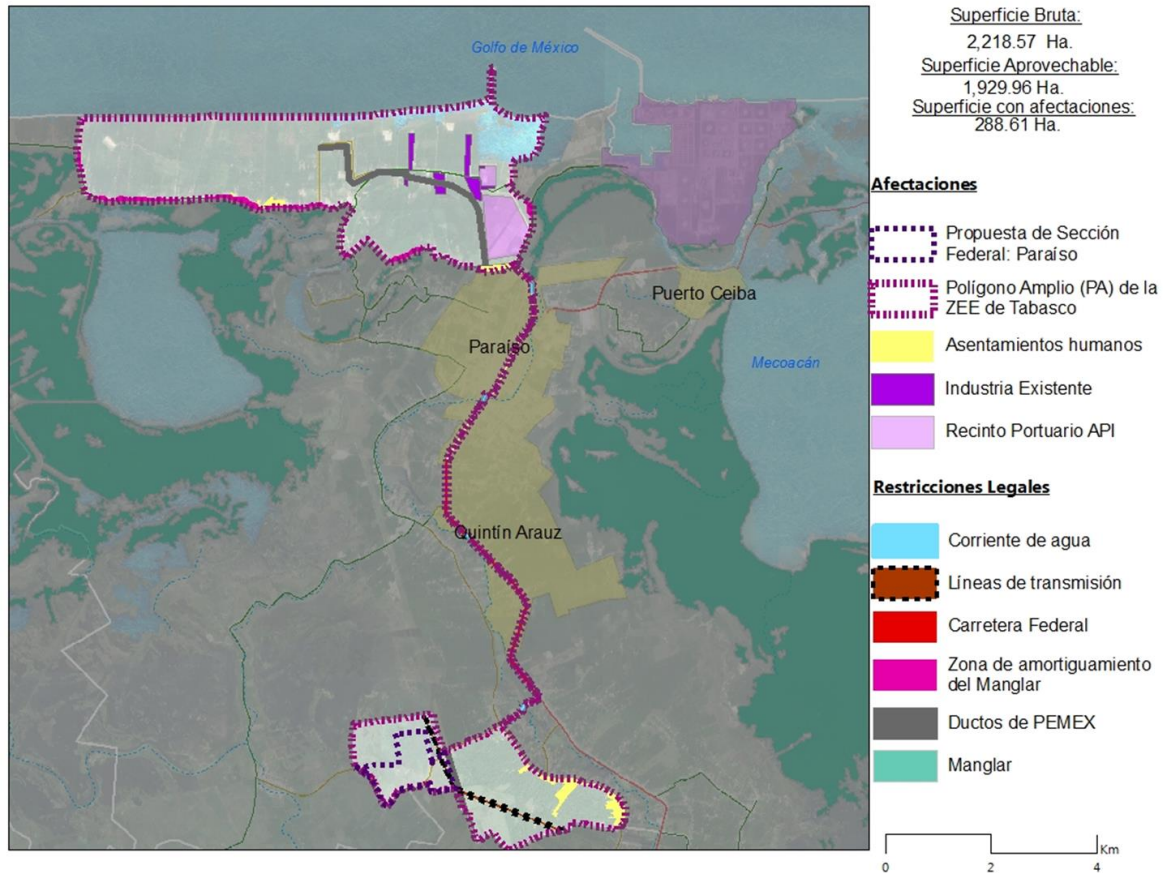 Golfo de México
Paraíso
Puerto Ceiba
Mecoacán
Quintín Arauz
Superficie Bruta:
2,218.57 Ha.
Superficie Aprovechable:
1,929.96 Ha.
Superficie con afectaciones:
288.61 Ha.
Afectaciones
Propuesta de Sección
Federal: Paraíso
Polígono Amplio (PA) de la
ZEE de Tabasco
Asentamientos humanos
Industria Existente
Recinto Portuario API
Restricciones Legales
Corriente de agua
Líneas de transmisión
Carretera Federal
Zona de amortiguamiento
del Manglar
Ductos de PEMEX
Manglar
Km
0 2 4